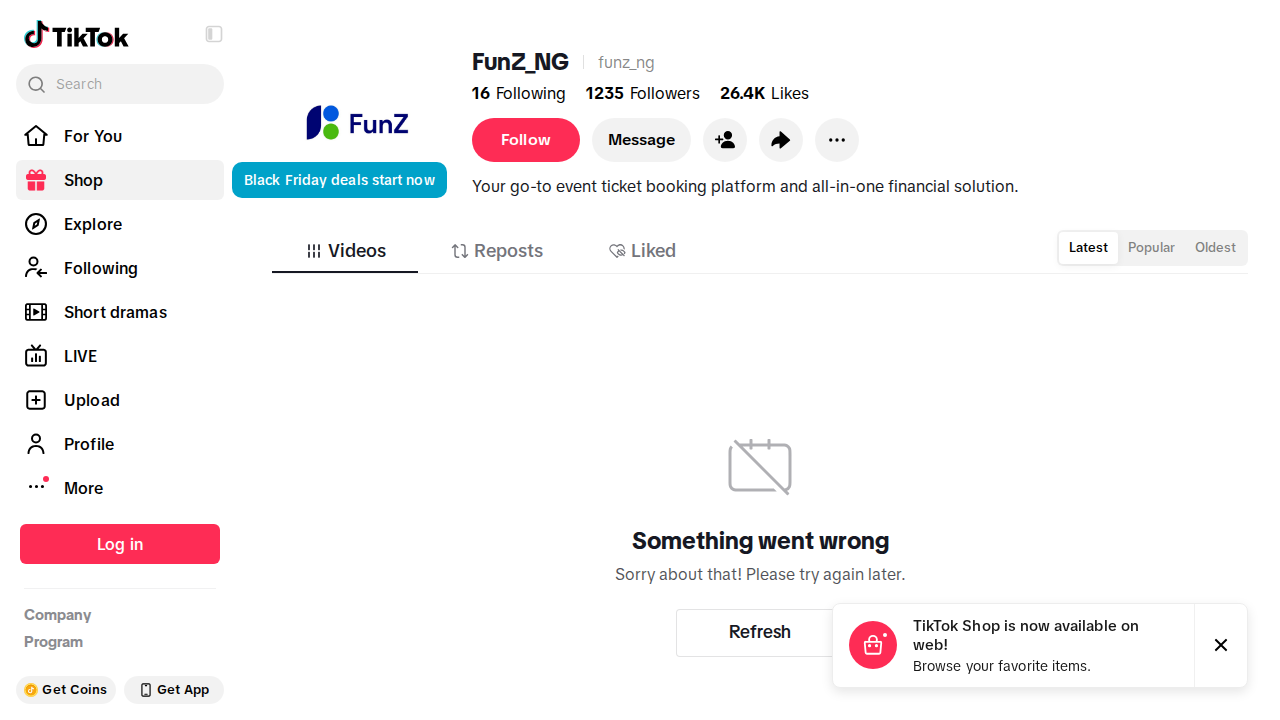 TikTok
Search
For You
Shop
Explore
Following
Short dramas
LIVE
Upload
Profile
More
Log in
Company
Program
Get Coins
Get App
FunZ
Black Friday deals start now
FunZ_NG
funz_ng
16 Following 1235 Followers 26.4K Likes
Follow
Message
Your go-to event ticket booking platform and all-in-one financial solution.
Videos
Reposts
Liked
Latest
Popular
Oldest
Something went wrong
Sorry about that! Please try again later.
Refresh
TikTok Shop is now available on
web!
Browse your favorite items.